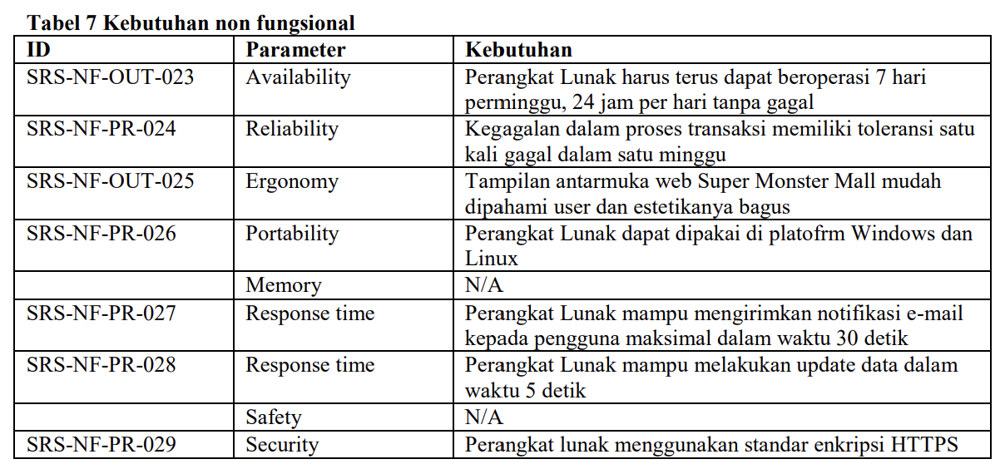 Tabel 7 Kebutuhan non fungsional
ID Parameter Kebutuhan
SRS-NF-OUT-023 Availability Perangkat Lunak harus terus dapat beroperasi 7 hari
perminggu, 24 jam per hari tanpa gagal
SRS-NF-PR-024 Reliability Kegagalan dalam proses transaksi memiliki toleransi satu
kali gagal dalam satu minggu
SRS-NF-OUT-025 Ergonomy Tampilan antarmuka web Super Monster Mall mudah
dipahami user dan estetikanya bagus
SRS-NF-PR-026 Portability Perangkat Lunak dapat dipakai di platofrm Windows dan
Linux
Memory N/A
SRS-NF-PR-027 Response time Perangkat Lunak mampu mengirimkan notifikasi e-mail
kepada pengguna maksimal dalam waktu 30 detik
SRS-NF-PR-028 Response time Perangkat Lunak mampu melakukan update data dalam
waktu 5 detik
Safety N/A
SRS-NF-PR-029 Security Perangkat lunak menggunakan standar enkripsi HTTPS